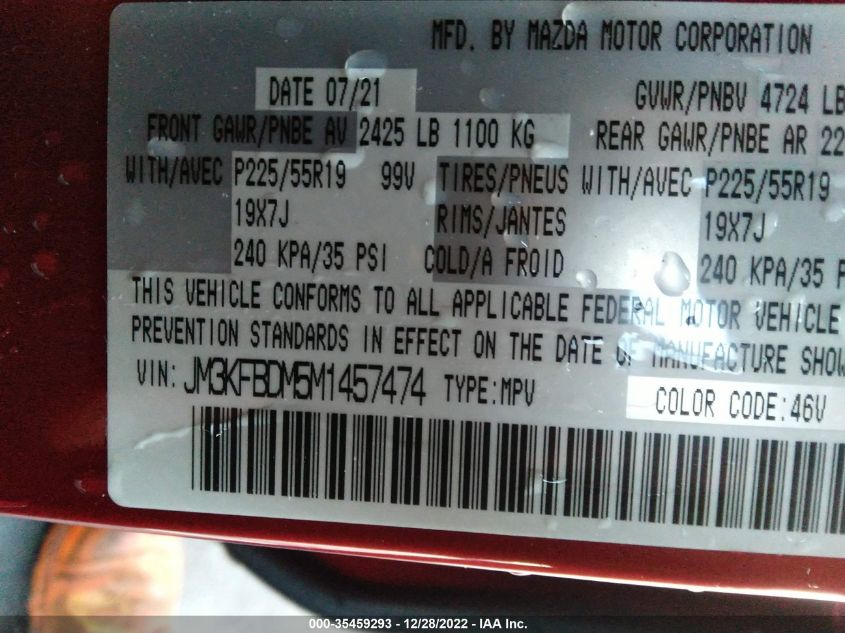 MFD. BY MAZDA MOTOR CORPORATION
DATE 07/21 GVWR/PNBV 4724 LB
FRONT GAWR/PNBE AV 2425 LB 1100 KG REAR GAWR/PNBE AR 22
WITH/AVEC P225/55R19 99V TIRES/PNEUS WITH/AVEC P225/55R19
19X7J RIMS/JANTES 19X7J
240 KPA/35 PSI COLD/A FROID 240 KPA/35 P
THIS VEHICLE CONFORMS TO ALL APPLICABLE FEDERAL MOTOR VEHICLE
PREVENTION STANDARDS IN EFFECT ON THE DATE OF MANUFACTURE SHOW
VIN: JM3KFBDM5M1457474 TYPE:MPV COLOR CODE:46V
000-35459293 - 12/28/2022 - IAA Inc.